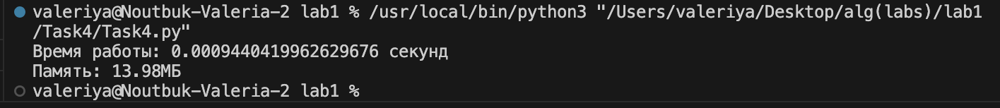 valeriya@Noutbuk-Valeria-2 lab1 % /usr/local/bin/python3 "/Users/valeriya/Desktop/alg(labs)/lab1
/Task4/Task4.py"
Время работы: 0.0009440419962629676 секунд
Память: 13.98МБ
valeriya@Noutbuk-Valeria-2 lab1 %